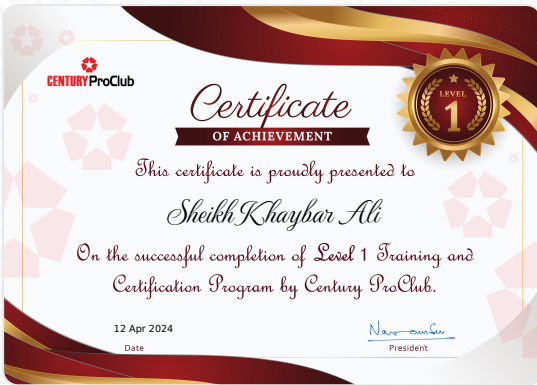 CENTURY ProClub
LEVEL
1
Certificate
OF ACHIEVEMENT
This certificate is proudly presented to
Sheikh Khaybar Ali
On the successful completion of Level 1 Training and
Certification Program by Century ProClub.
12 Apr 2024
Date
President